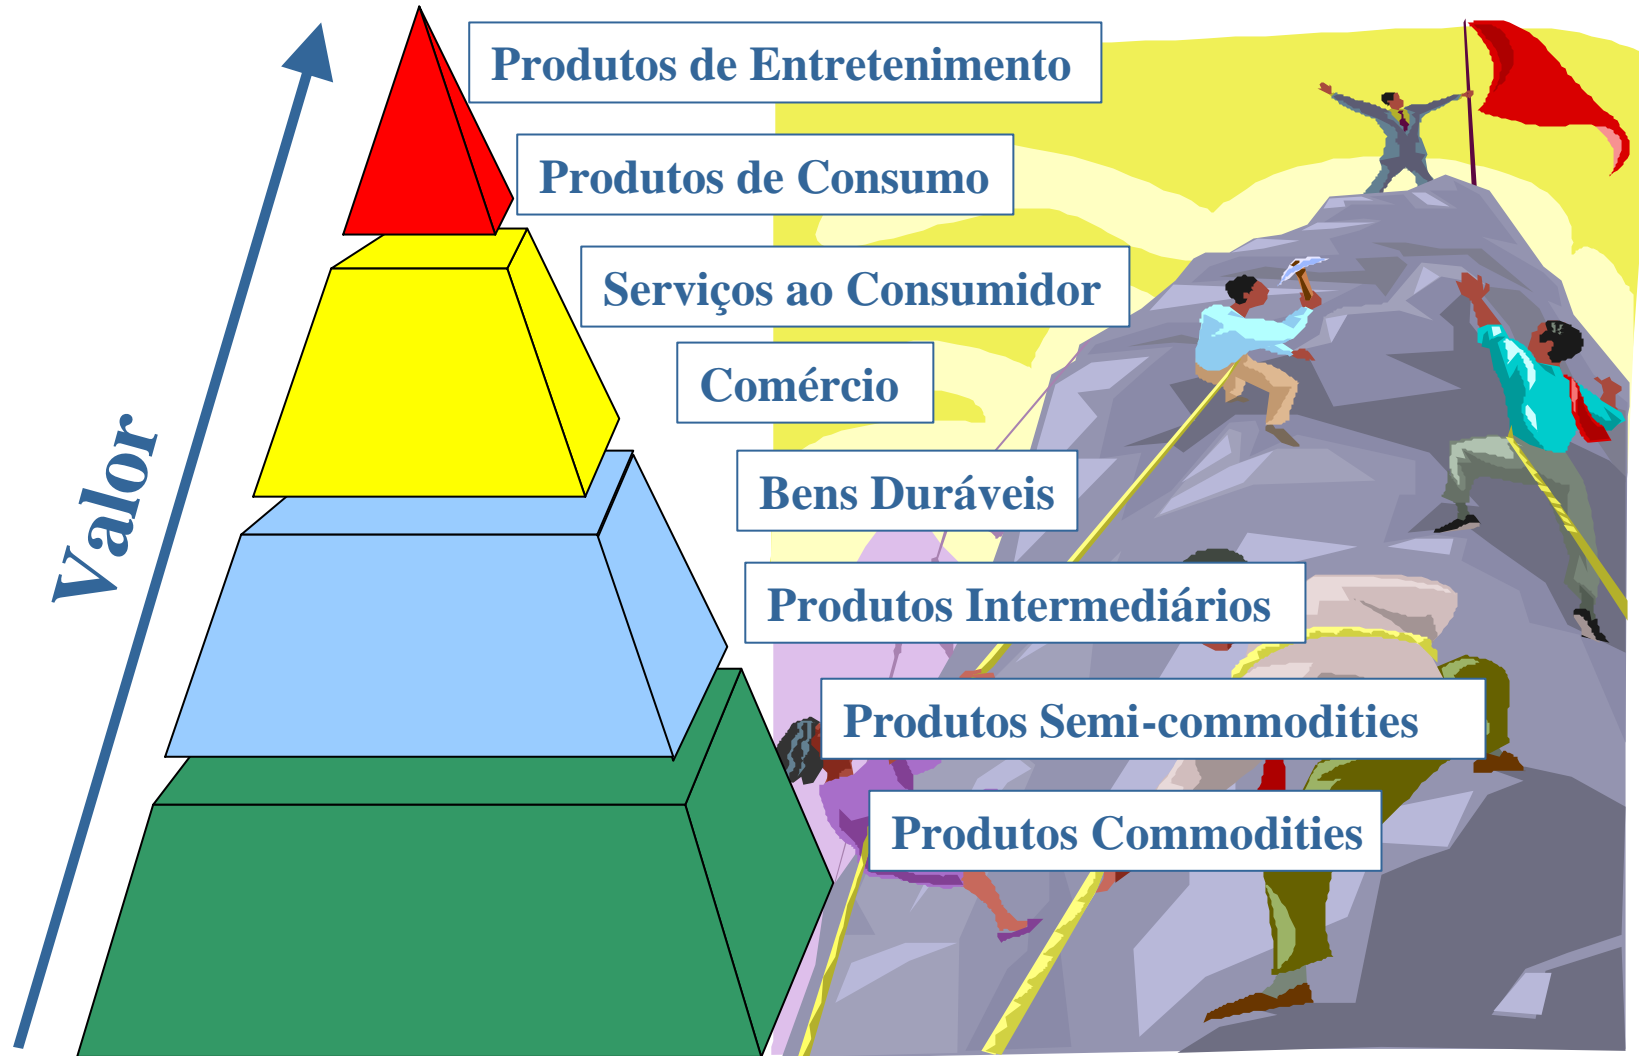 Produtos de Entretenimento
Produtos de Consumo
Serviços ao Consumidor
Comércio
Bens Duráveis
Produtos Intermediários
Produtos Semi-commodities
Produtos Commodities
Valor